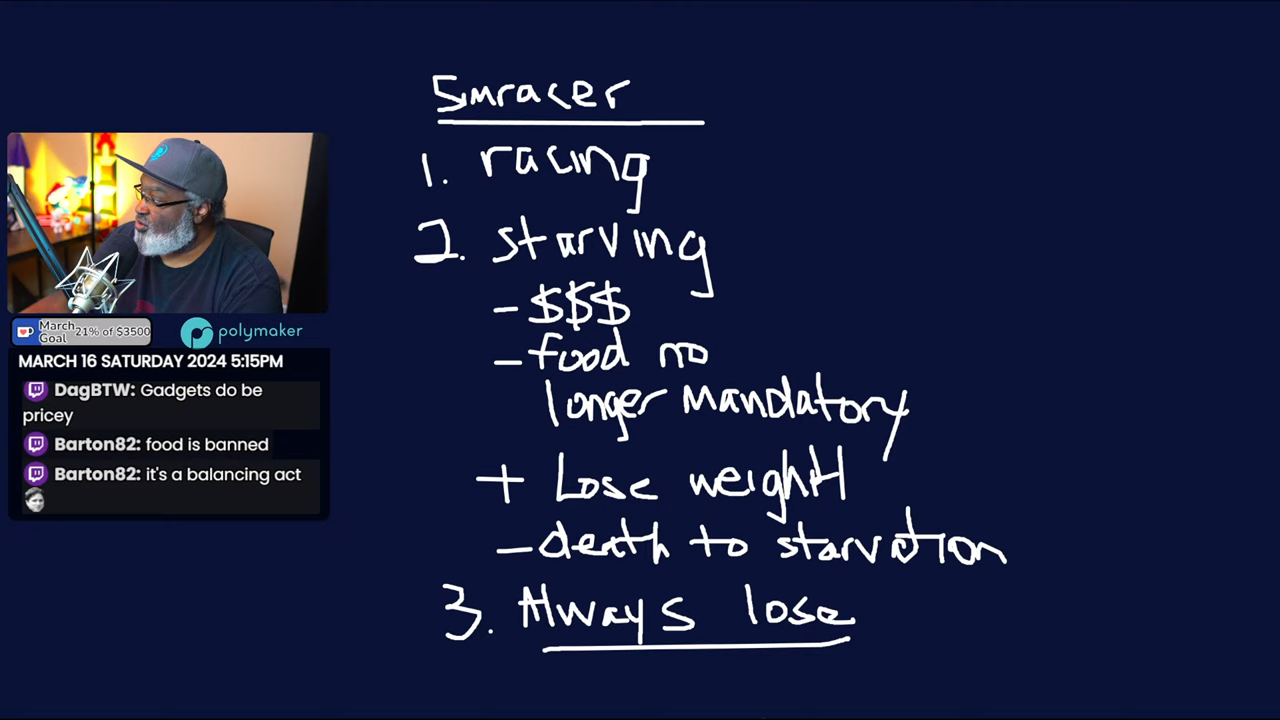 Simracer
1. racing
2. starving
- $$$
- food no
longer mandatory
+ Lose weight
- death to starvation
3. Always lose
March
Goal
21% of $3500
polymaker
MARCH 16 SATURDAY 2024 5:15PM
DagBTW: Gadgets do be
pricey
Barton82: food is banned
Barton82: it's a balancing act